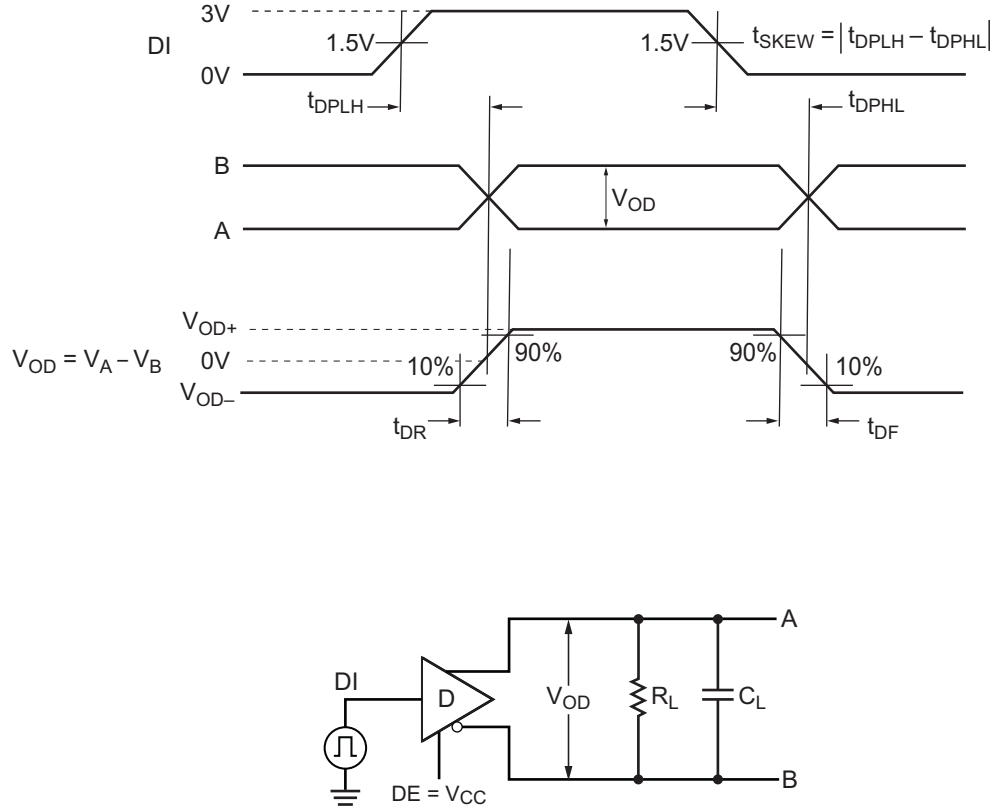 3V
DI
1.5V
1.5V
tSKEW = |tDPLH – tDPHL|
0V
tDPLH
tDPHL
B
VOD
A
VOD+
VOD = VA – VB
0V
10%
90%
90%
10%
VOD–
tDR
tDF
A
DI
D
VOD
RL
CL
DE = VCC
B